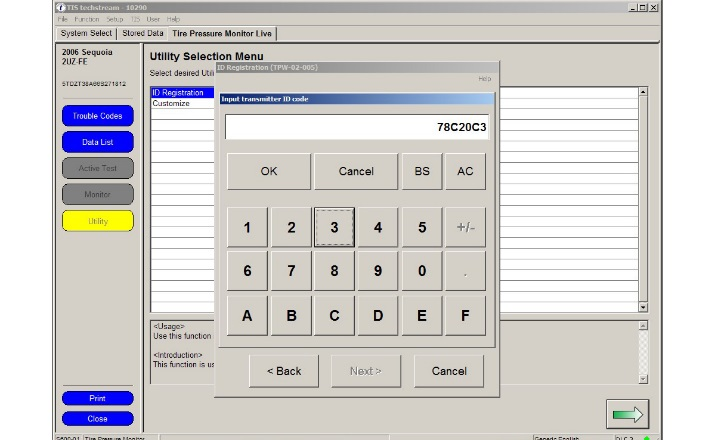 TIS techstream - 10290
File Function Setup TIS User Help
System Select Stored Data Tire Pressure Monitor Live
2006 Sequoia
2UZ-FE
5TDZT38A66S271812
Trouble Codes
Data List
Active Test
Monitor
Utility
Print
Close
Utility Selection Menu
Select desired Util
ID Registration
Customize
ID Registration (TPW-02-005)
Help
Input transmitter ID code
78C20C3
OK Cancel BS AC
1 2 3 4 5 +/-
6 7 8 9 0 .
A B C D E F
< Back Next > Cancel
<Usage>
Use this function
<Introduction>
This function is us
S600-01 Tire Pressure Monitor
Generic English DLC 3